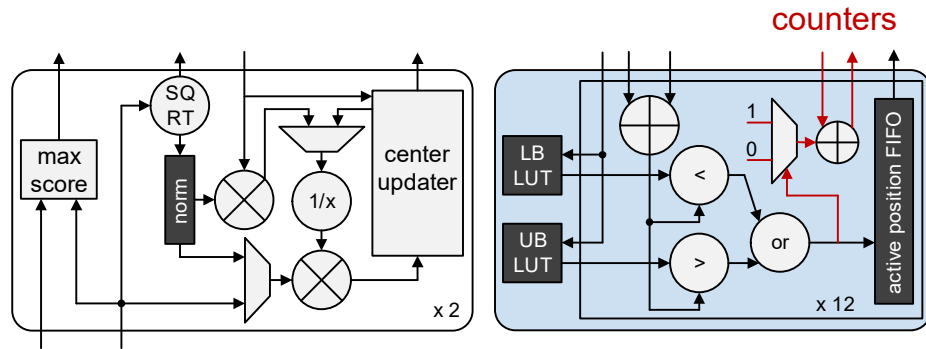 counters
SQ
RT
max
score
norm
1/x
center
updater
x 2
LB
LUT
UB
LUT
<
>
or
1
0
active position FIFO
x 12